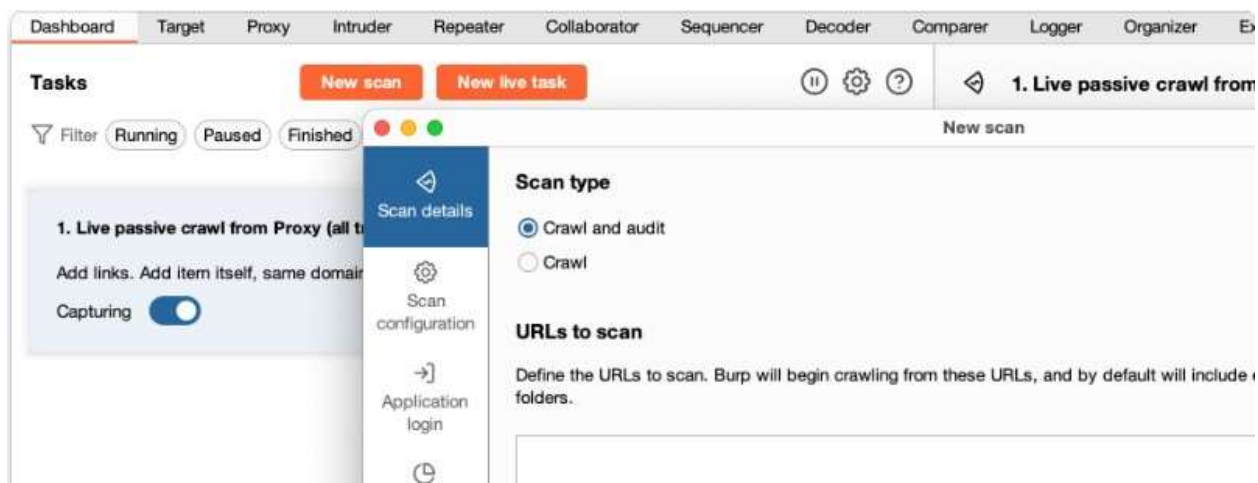 Dashboard Target Proxy Intruder Repeater Collaborator Sequencer Decoder Comparer Logger Organizer
Tasks New scan New live task 1. Live passive crawl from
Filter Running Paused Finished New scan
Scan details
Scan type
Crawl and audit
Crawl
1. Live passive crawl from Proxy (all
Add links. Add item itself, same
Capturing
Scan
configuration
URLs to scan
Define the URLs to scan. Burp will begin crawling from these URLs, and by default will include
folders.
Application
login